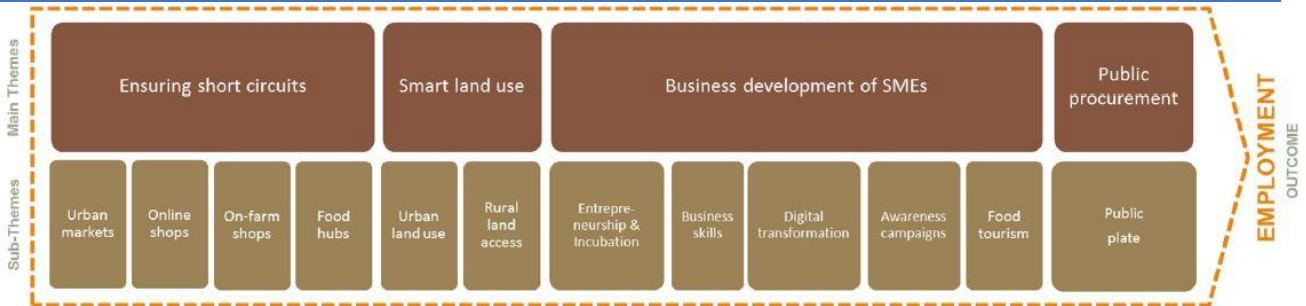 Main Themes
Ensuring short circuits
Smart land use
Business development of SMEs
Public
procurement
Sub-Themes
Urban
markets
Online
shops
On-farm
shops
Food
hubs
Urban
land use
Rural
land
access
Entrepre-
neurship &
Incubation
Business
skills
Digital
transformation
Awareness
campaigns
Food
tourism
Public
plate
EMPLOYMENT
OUTCOME